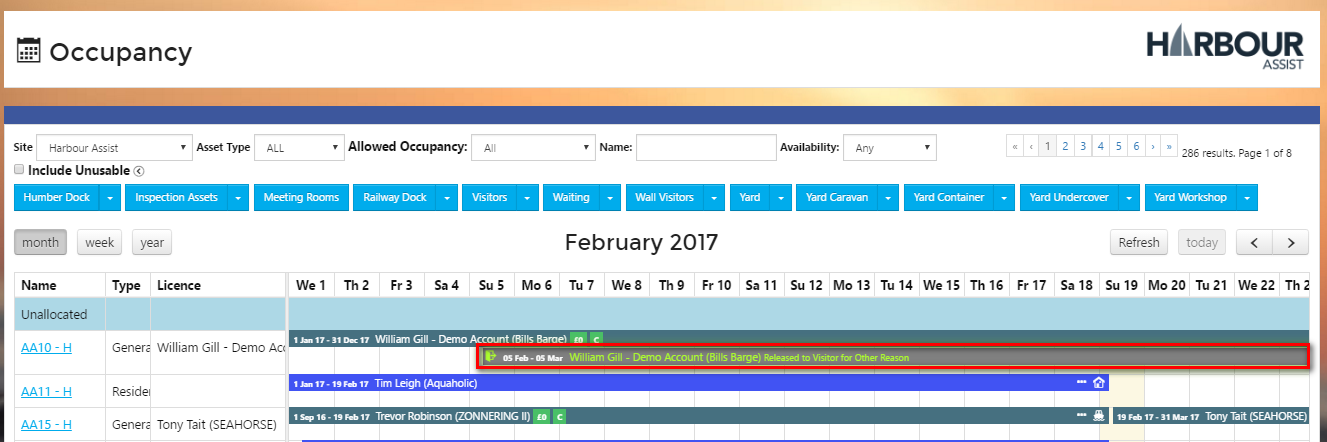 Occupancy
HARBOUR
ASSIST
Site Harbour Assist Asset Type ALL Allowed Occupancy: All Name: Availability: Any « ‹ 1 2 3 4 5 6 › » 286 results. Page 1 of 8
Include Unusable
Humber Dock Inspection Assets Meeting Rooms Railway Dock Visitors Waiting Wall Visitors Yard Yard Caravan Yard Container Yard Undercover Yard Workshop
month week year February 2017 Refresh today
Name Type Licence We 1 Th 2 Fr 3 Sa 4 Su 5 Mo 6 Tu 7 We 8 Th 9 Fr 10 Sa 11 Su 12 Mo 13 Tu 14 We 15 Th 16 Fr 17 Sa 18 Su 19 Mo 20 Tu 21 We 22 Th 2
Unallocated
AA10 - H Genera William Gill - Demo Acc 1 Jan 17 - 31 Dec 17 William Gill - Demo Account (Bills Barge) £0 C
05 Feb - 05 Mar William Gill - Demo Account (Bills Barge) Released to Visitor for Other Reason
AA11 - H Resider 1 Jan 17 - 19 Feb 17 Tim Leigh (Aquaholic)
AA15 - H Genera Tony Tait (SEAHORSE) 1 Sep 16 - 19 Feb 17 Trevor Robinson (ZONNERING II) £0 C 19 Feb 17 - 31 Mar 17 Tony Tait (SEAHORSE)